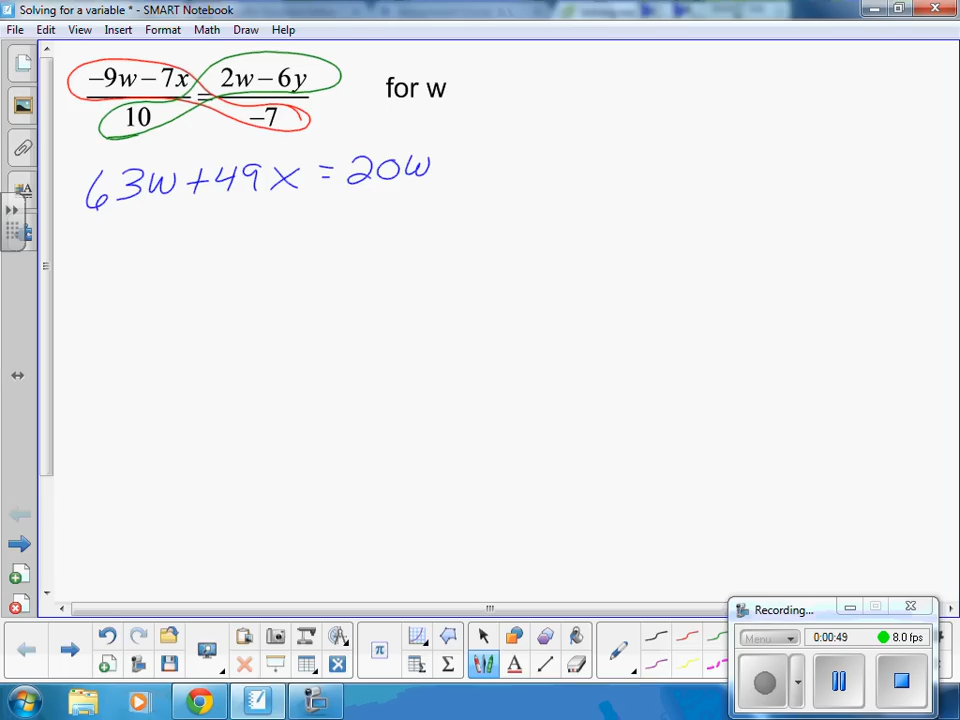 Solving for a variable * - SMART Notebook
File Edit View Insert Format Math Draw Help
−9w − 7x / 10 = 2w − 6y / −7 for w
63w + 49x = 20w
Recording...
Menu 0:00:49 8.0 fps